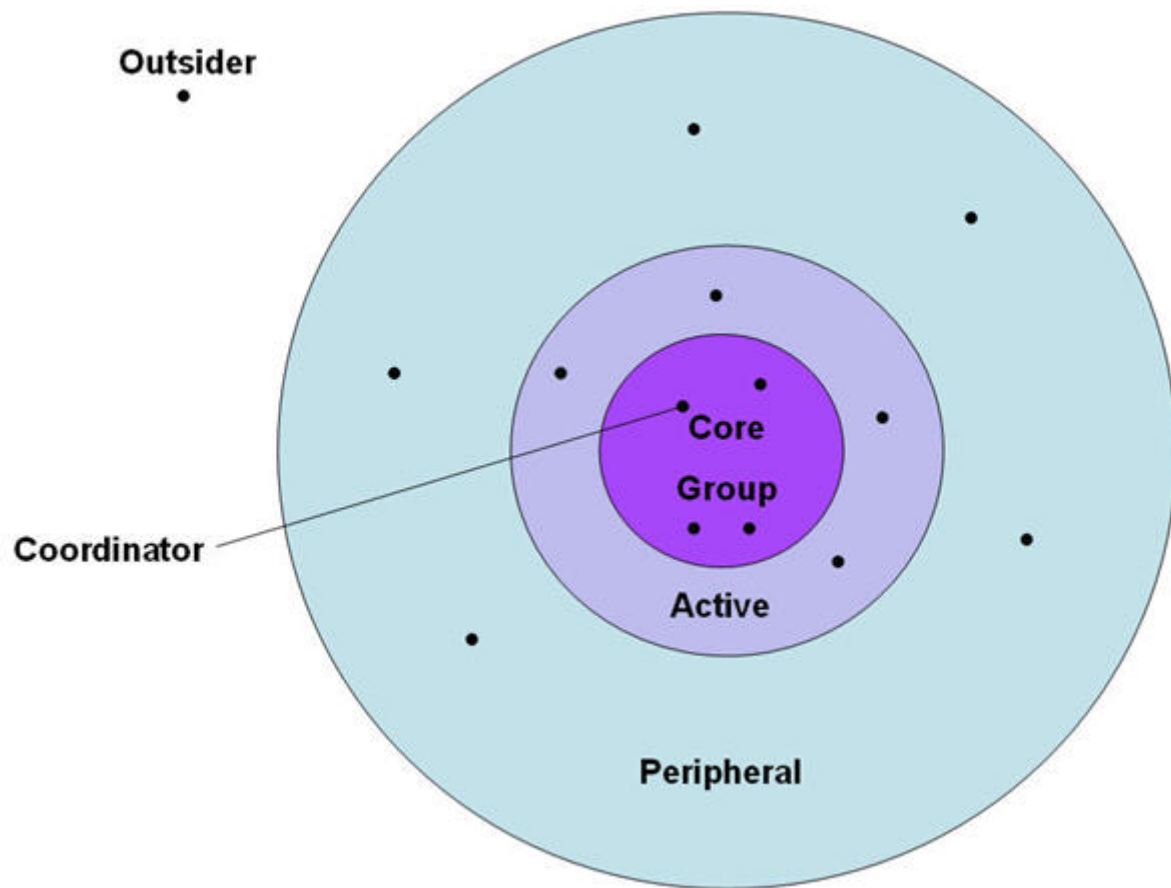 Outsider
Core
Group
Coordinator
Active
Peripheral